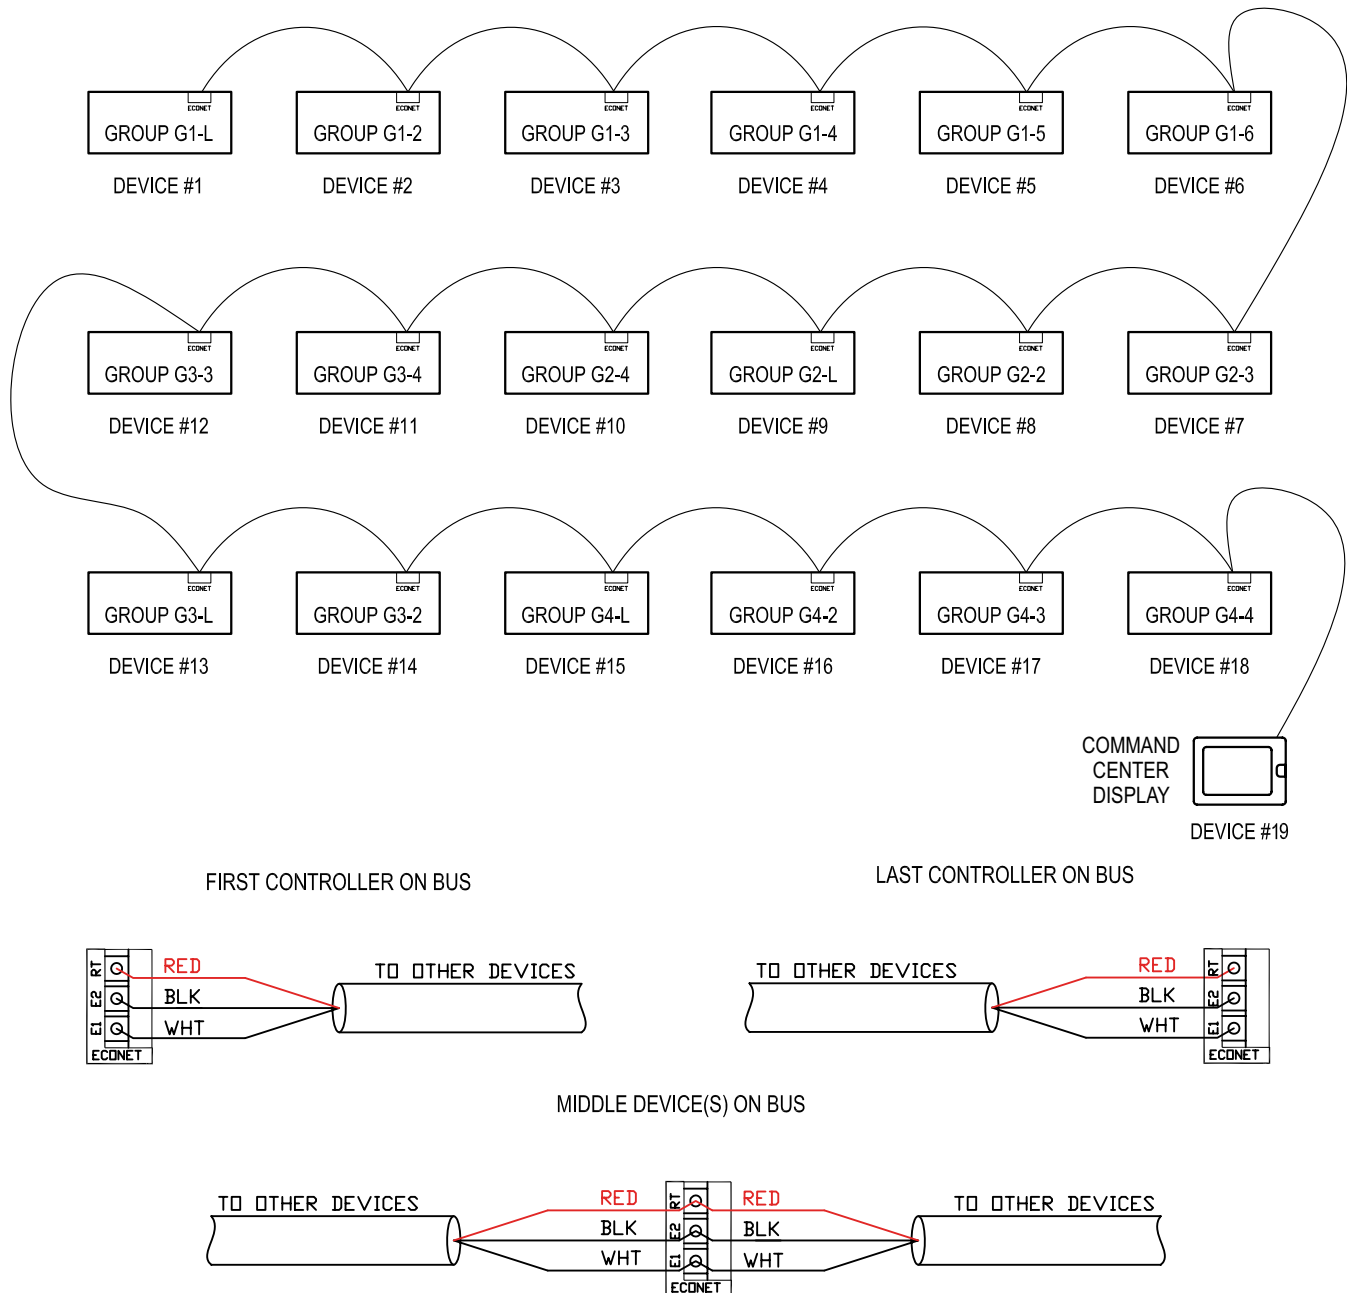 ECONET ECONET ECONET ECONET ECONET ECONET
GROUP G1-L GROUP G1-2 GROUP G1-3 GROUP G1-4 GROUP G1-5 GROUP G1-6
DEVICE #1 DEVICE #2 DEVICE #3 DEVICE #4 DEVICE #5 DEVICE #6
ECONET ECONET ECONET ECONET ECONET ECONET
GROUP G3-3 GROUP G3-4 GROUP G2-4 GROUP G2-L GROUP G2-2 GROUP G2-3
DEVICE #12 DEVICE #11 DEVICE #10 DEVICE #9 DEVICE #8 DEVICE #7
ECONET ECONET ECONET ECONET ECONET ECONET
GROUP G3-L GROUP G3-2 GROUP G4-L GROUP G4-2 GROUP G4-3 GROUP G4-4
DEVICE #13 DEVICE #14 DEVICE #15 DEVICE #16 DEVICE #17 DEVICE #18
COMMAND
CENTER
DISPLAY
DEVICE #19
FIRST CONTROLLER ON BUS
RT RED
E2 BLK
E1 WHT
ECONET
TO OTHER DEVICES
LAST CONTROLLER ON BUS
TO OTHER DEVICES
RED RT
BLK E2
WHT E1
ECONET
MIDDLE DEVICE(S) ON BUS
TO OTHER DEVICES
RED RT RED
BLK E2 BLK
WHT E1 WHT
ECONET
TO OTHER DEVICES